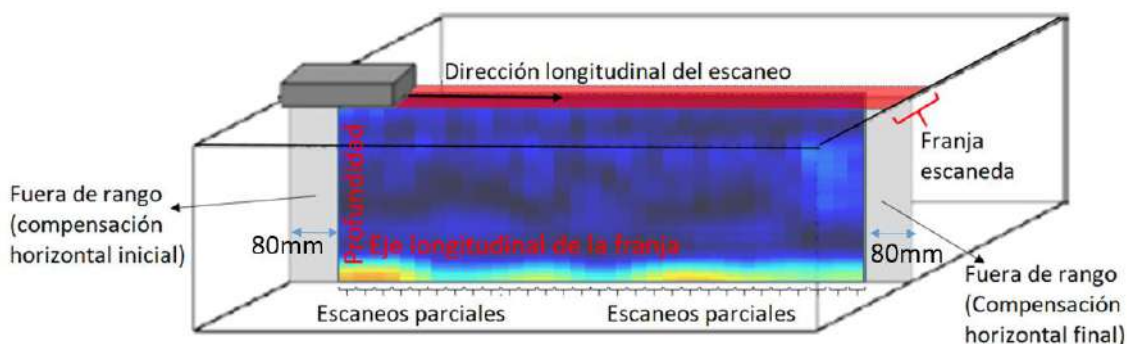 Dirección longitudinal del escaneo
Profundidad
Franja
escaneda
Fuera de rango
(compensación
horizontal inicial)
80mm
Eje longitudinal de la franja
80mm
Fuera de rango
(Compensación
horizontal final)
Escaneos parciales
Escaneos parciales